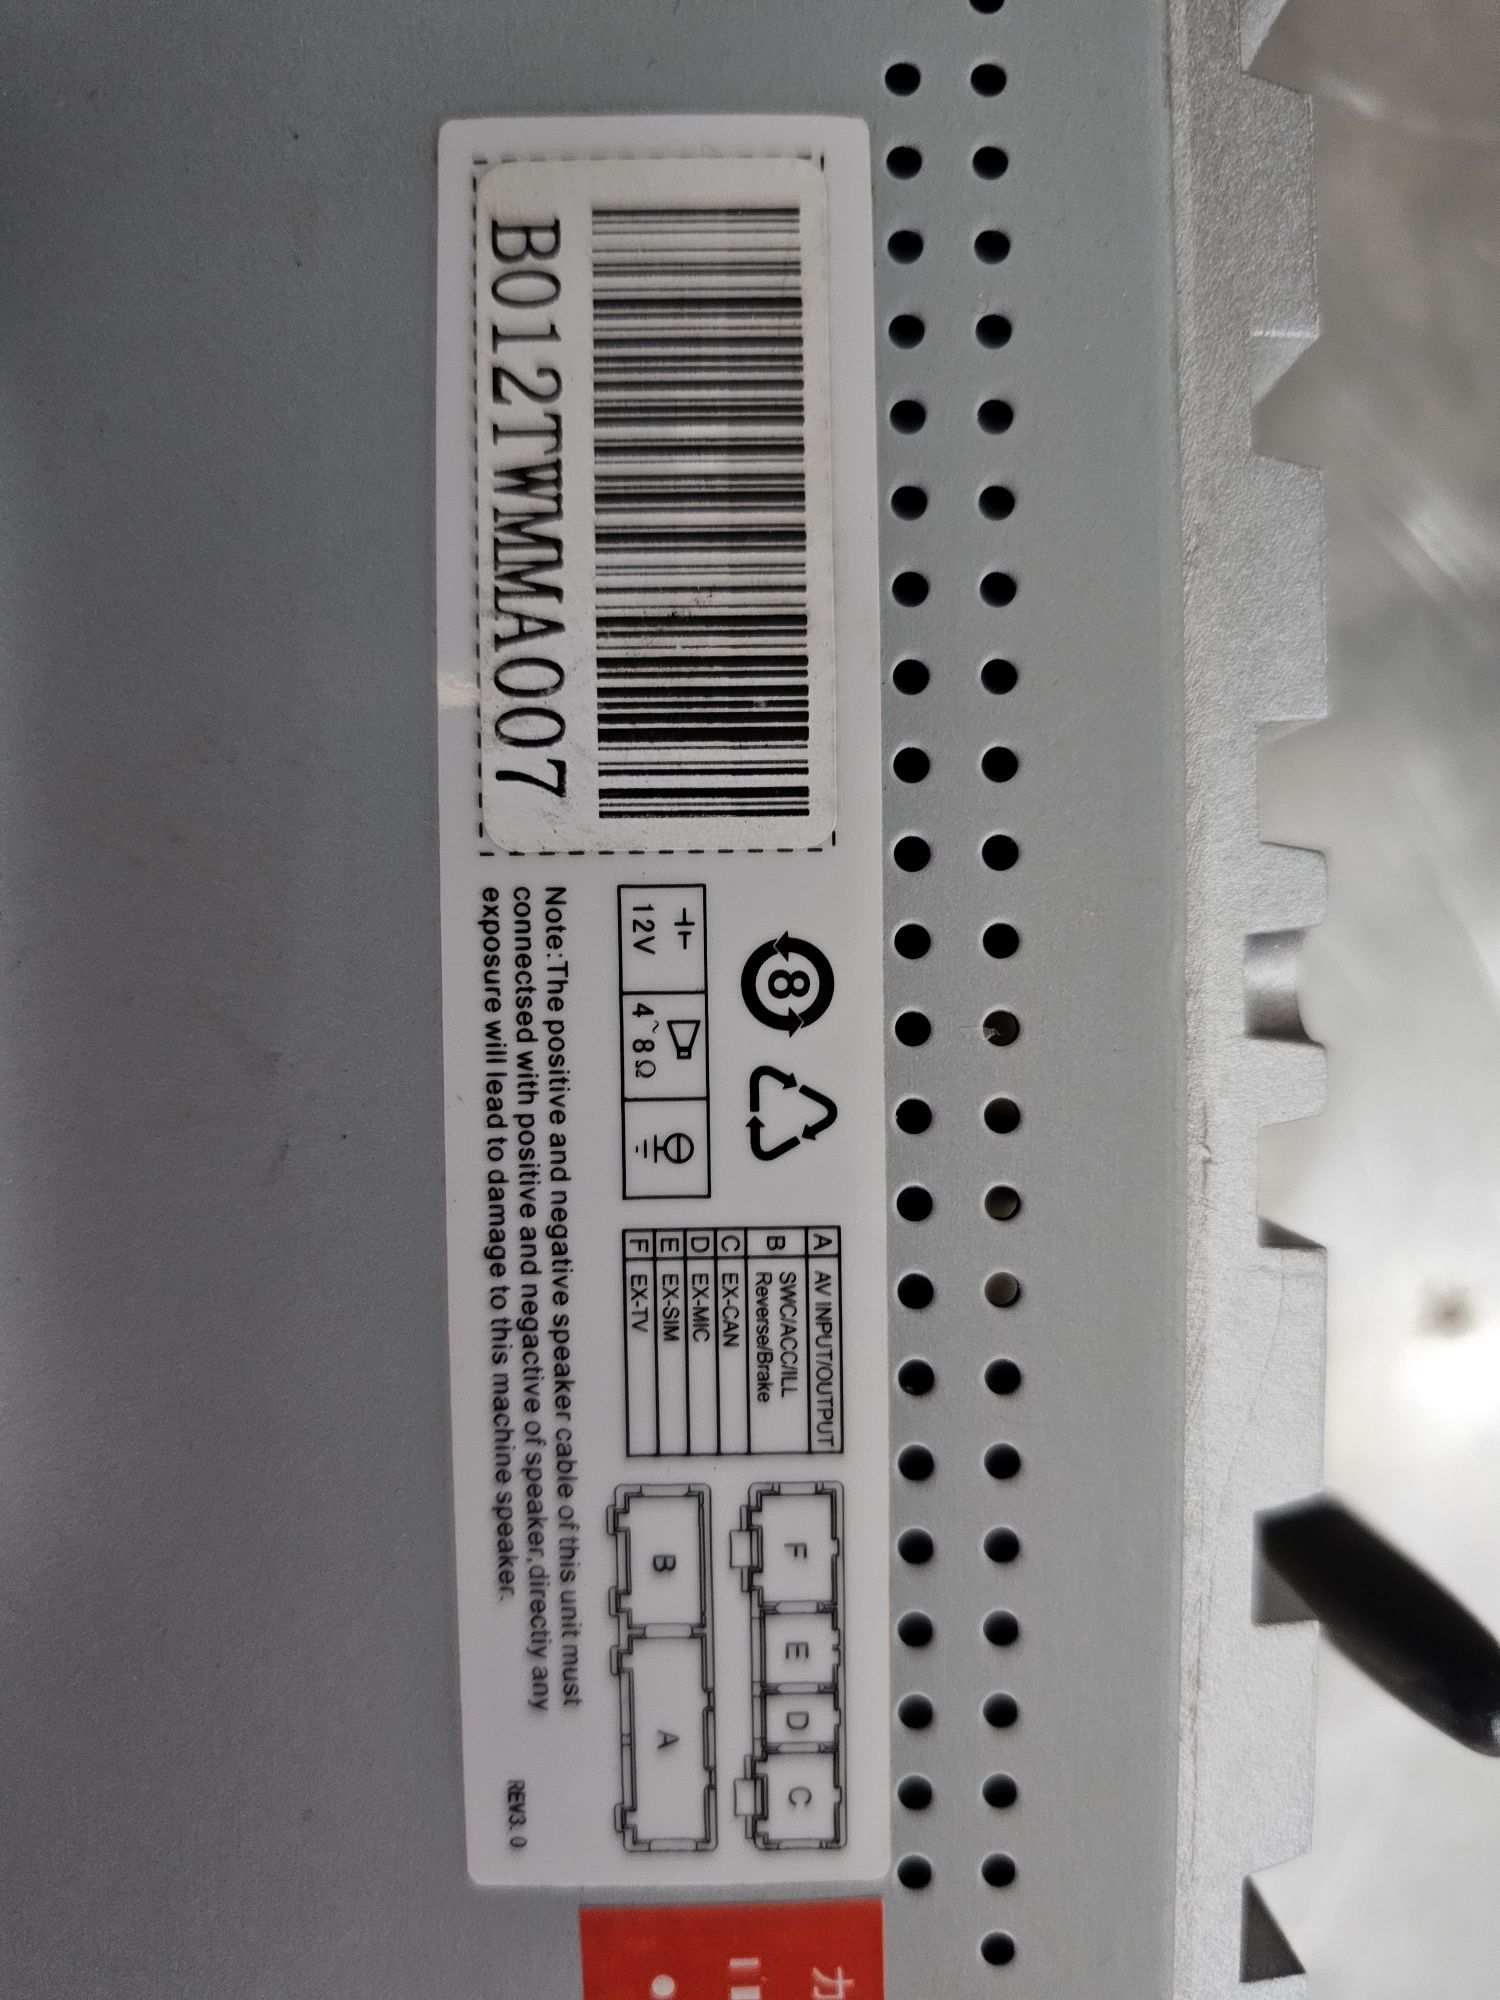 B012TWMMA007
8
12V
4~8Ω
A AV INPUT/OUTPUT
B SWC/ACC/ILL
Reverse/Brake
C EX-CAN
D EX-MIC
E EX-SIM
F EX-TV
F E D C
B A
Note:The positive and negative speaker cable of this unit must
connectsed with positive and negactive of speaker,directiy any
exposure will lead to damage to this machine speaker.
REV3.0